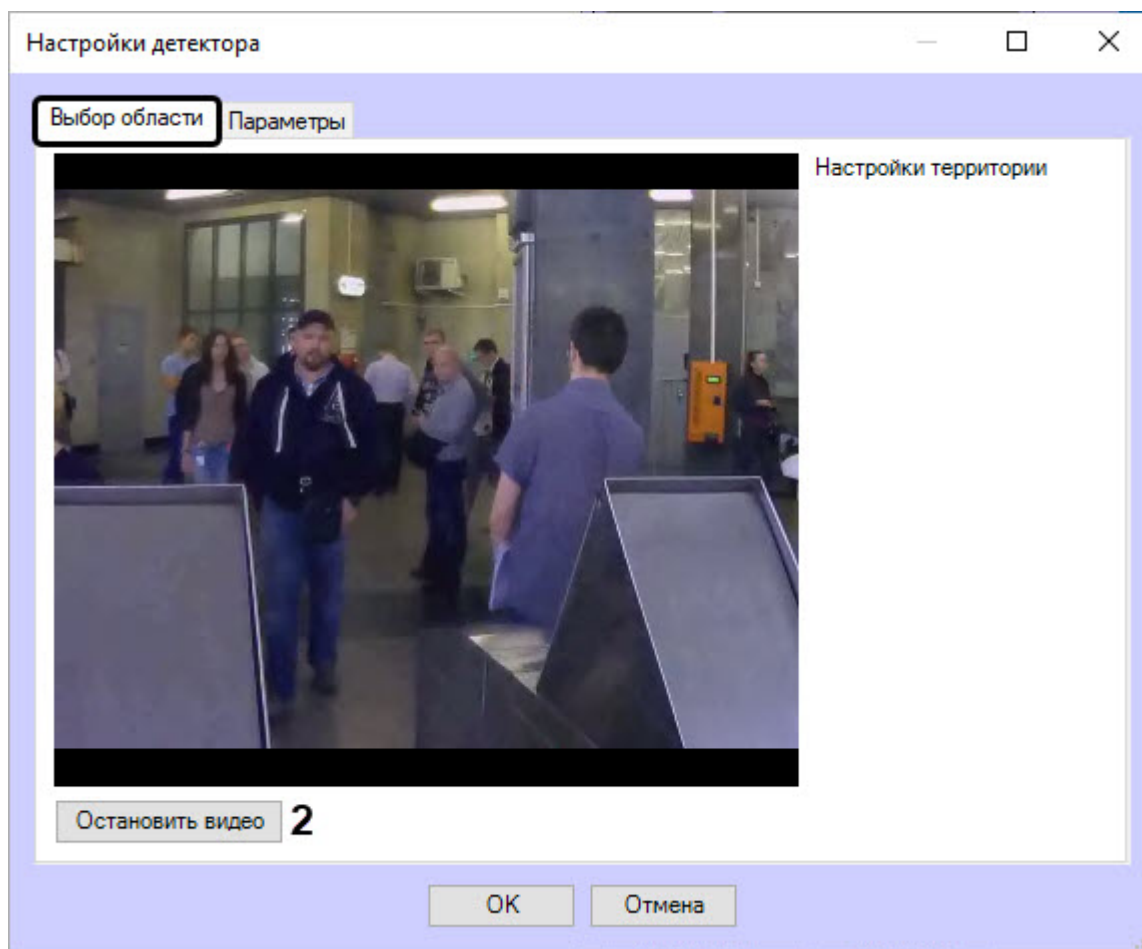 Настройки детектора
Выбор области
Параметры
Настройки территории
Остановить видео
2
OK
Отмена